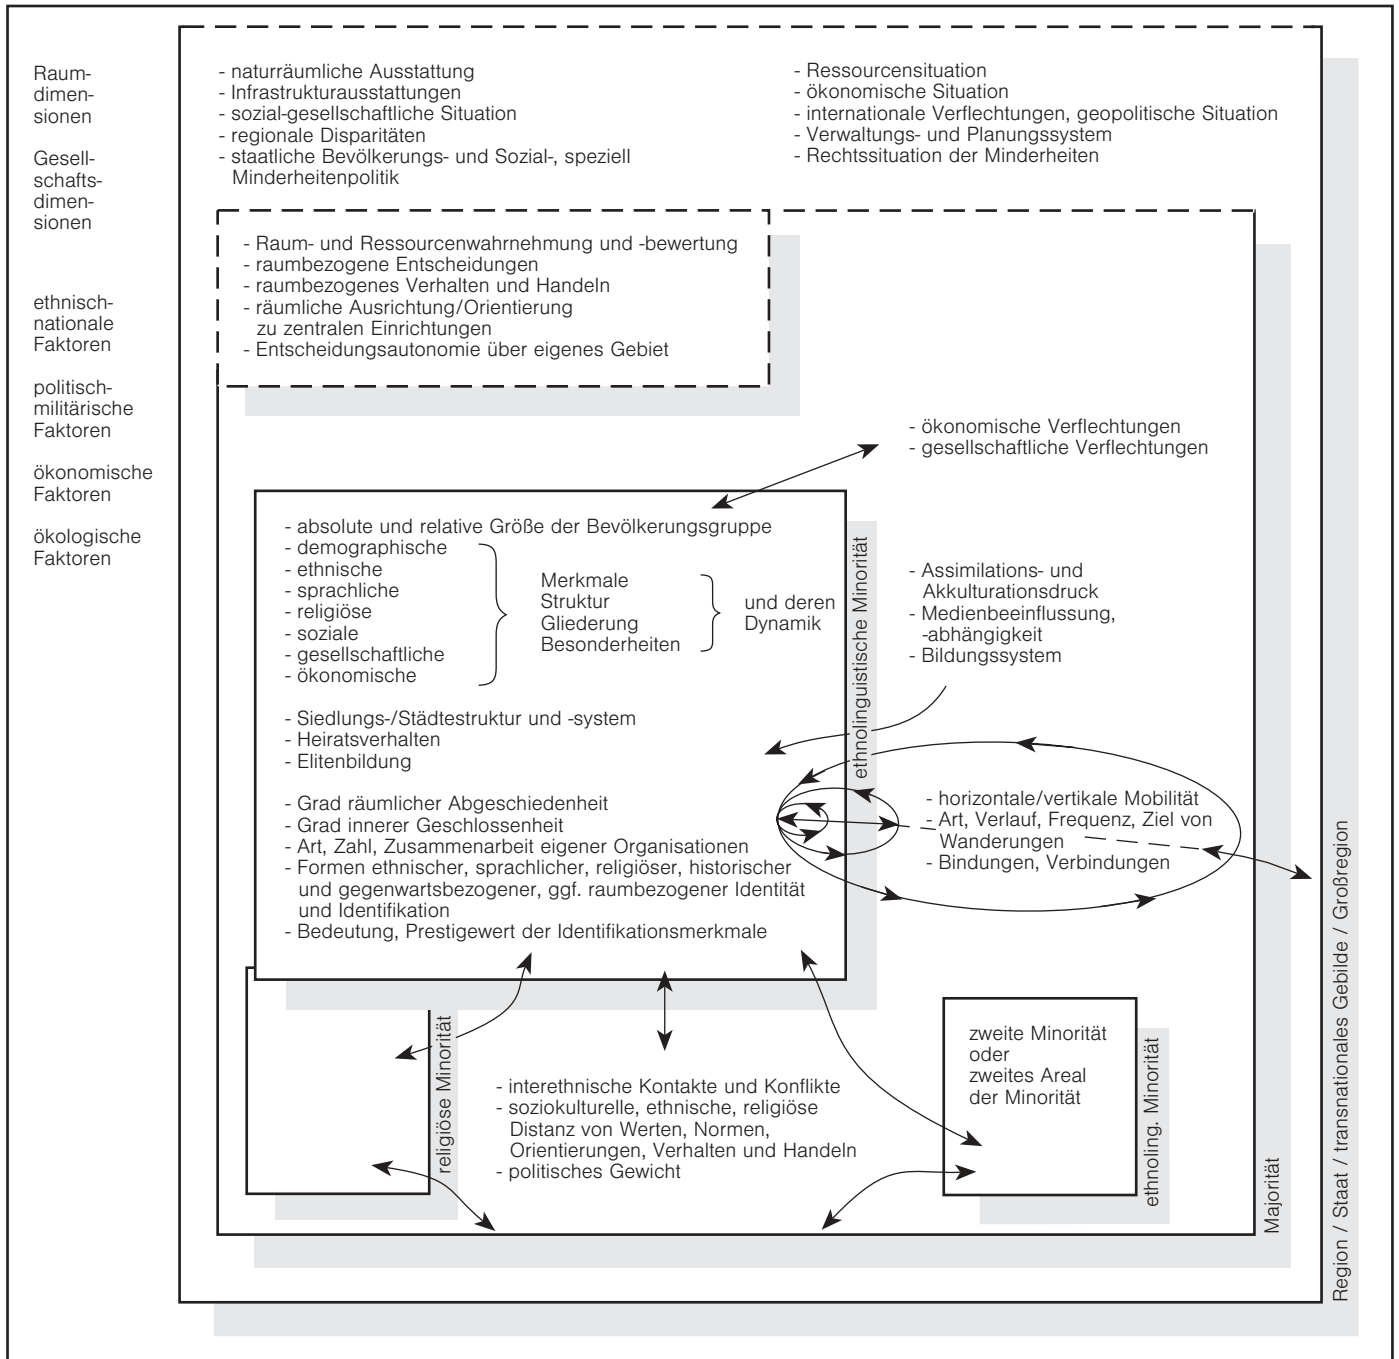 Raum-
dimen-
sionen
Gesell-
schafts-
dimen-
sionen
ethnisch-
nationale
Faktoren
politisch-
militärische
Faktoren
ökonomische
Faktoren
ökologische
Faktoren
- naturräumliche Ausstattung
- Infrastrukturausstattungen
- sozial-gesellschaftliche Situation
- regionale Disparitäten
- staatliche Bevölkerungs- und Sozial-, speziell
Minderheitenpolitik
- Ressourcensituation
- ökonomische Situation
- internationale Verflechtungen, geopolitische Situation
- Verwaltungs- und Planungssystem
- Rechtssituation der Minderheiten
- Raum- und Ressourcenwahrnehmung und -bewertung
- raumbezogene Entscheidungen
- raumbezogenes Verhalten und Handeln
- räumliche Ausrichtung/Orientierung
zu zentralen Einrichtungen
- Entscheidungsautonomie über eigenes Gebiet
- ökonomische Verflechtungen
- gesellschaftliche Verflechtungen
- absolute und relative Größe der Bevölkerungsgruppe
- demographische
- ethnische
- sprachliche
- religiöse
- soziale
- gesellschaftliche
- ökonomische
Merkmale
Struktur
Gliederung
Besonderheiten
und deren
Dynamik
- Siedlungs-/Städtestruktur und -system
- Heiratsverhalten
- Elitenbildung
- Grad räumlicher Abgeschiedenheit
- Grad innerer Geschlossenheit
- Art, Zahl, Zusammenarbeit eigener Organisationen
- Formen ethnischer, sprachlicher, religiöser, historischer
und gegenwartsbezogener, ggf. raumbezogener Identität
und Identifikation
- Bedeutung, Prestigewert der Identifikationsmerkmale
ethnolinguistische Minorität
- Assimilations- und
Akkulturationsdruck
- Medienbeeinflussung,
-abhängigkeit
- Bildungssystem
- horizontale/vertikale Mobilität
- Art, Verlauf, Frequenz, Ziel von
Wanderungen
- Bindungen, Verbindungen
religiöse Minorität
- interethnische Kontakte und Konflikte
- soziokulturelle, ethnische, religiöse
Distanz von Werten, Normen,
Orientierungen, Verhalten und Handeln
- politisches Gewicht
zweite Minorität
oder
zweites Areal
der Minorität
ethnoling. Minorität
Majorität
Region / Staat / transnationales Gebilde / Großregion